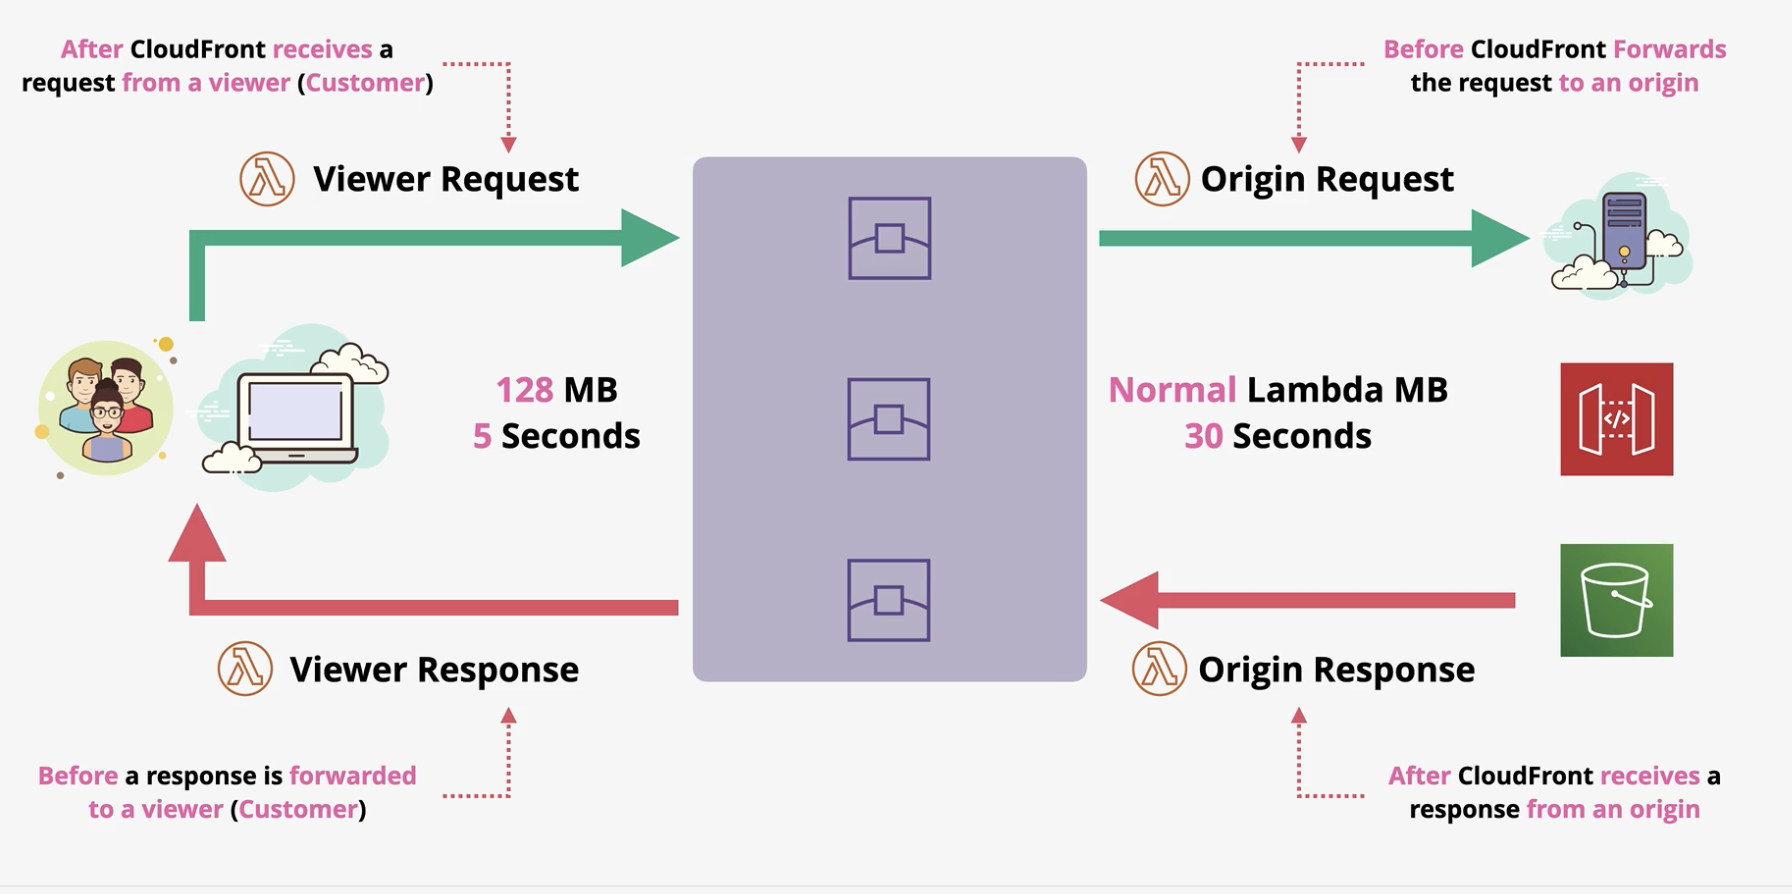 After CloudFront receives a
request from a viewer (Customer)
Before CloudFront Forwards
the request to an origin
Viewer Request
Origin Request
128 MB
5 Seconds
Normal Lambda MB
30 Seconds
</>
Viewer Response
Origin Response
Before a response is forwarded
to a viewer (Customer)
After CloudFront receives a
response from an origin